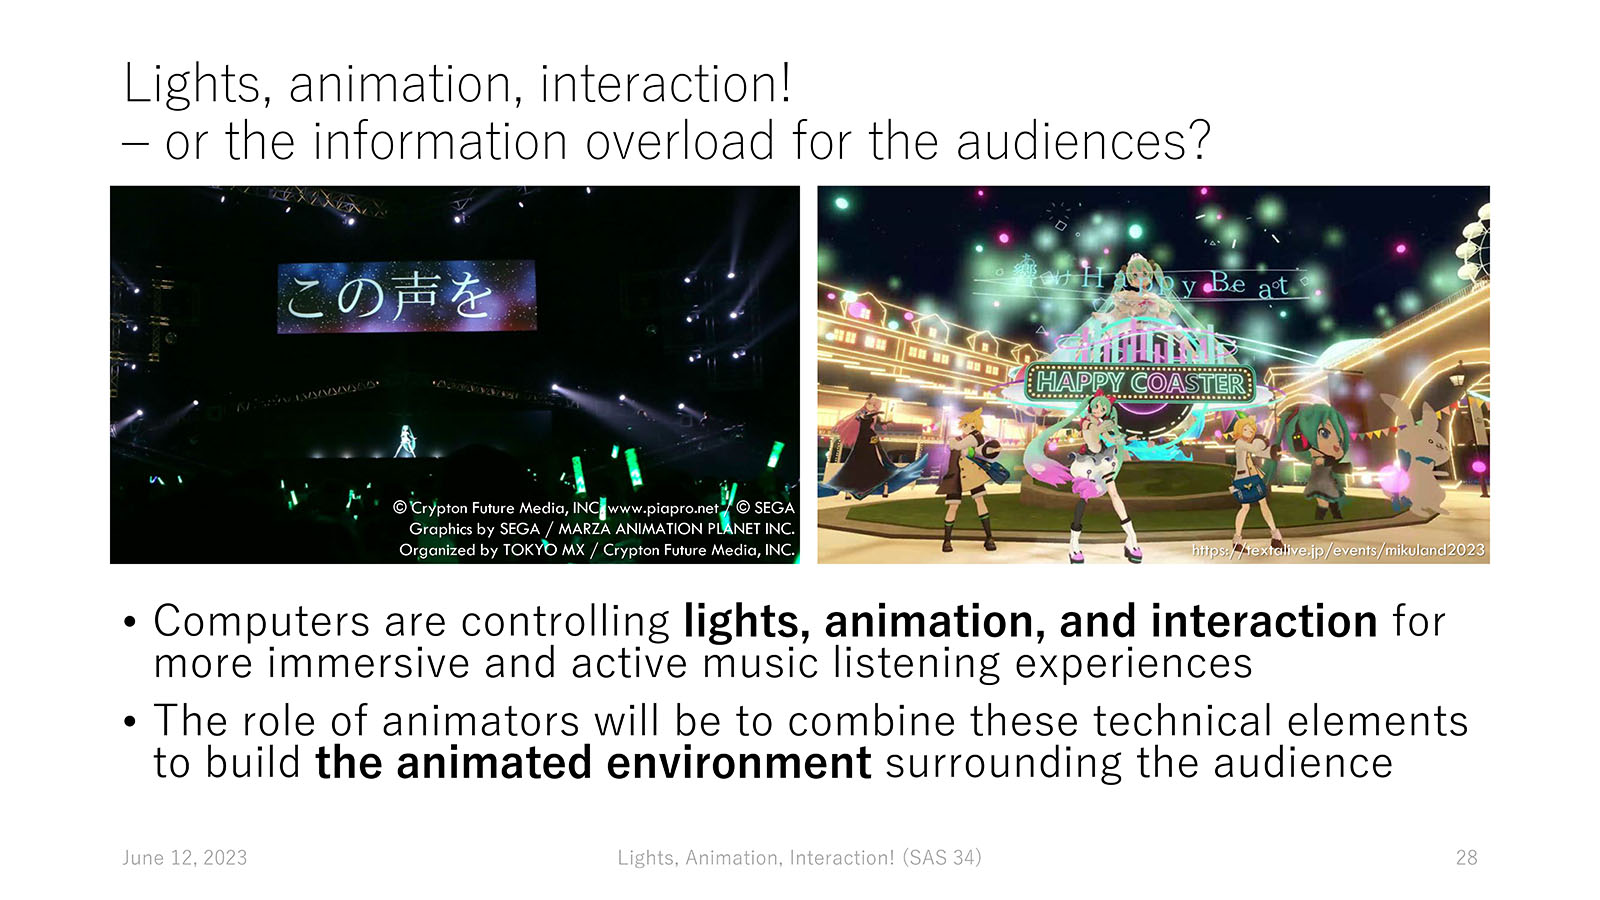 Lights, animation, interaction!
– or the information overload for the audiences?
この声を
© Crypton Future Media, INC. www.piapro.net / © SEGA
Graphics by SEGA / MARZA ANIMATION PLANET INC.
Organized by TOKYO MX / Crypton Future Media, INC.
響け Happy Beat
HAPPY COASTER
https://textalive.jp/events/mikuland2023
• Computers are controlling lights, animation, and interaction for
more immersive and active music listening experiences
• The role of animators will be to combine these technical elements
to build the animated environment surrounding the audience
June 12, 2023
Lights, Animation, Interaction! (SAS 34)
28